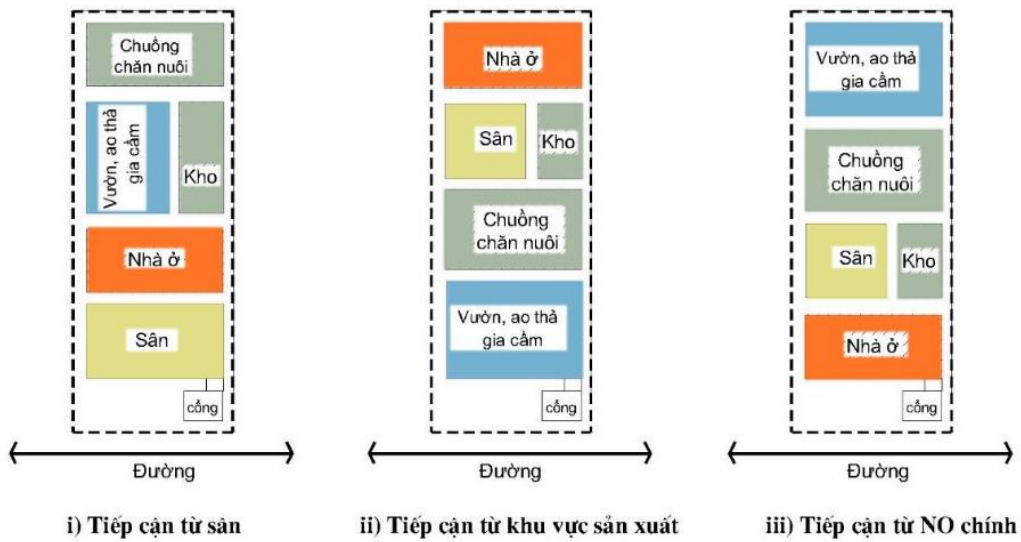 Chuồng
chăn nuôi
Vườn, ao thả
gia cầm
Kho
Nhà ở
Sân
cổng
Đường
i) Tiếp cận từ sân
Nhà ở
Sân
Kho
Chuồng
chăn nuôi
Vườn, ao thả
gia cầm
cổng
Đường
ii) Tiếp cận từ khu vực sản xuất
Vườn, ao thả
gia cầm
Chuồng
chăn nuôi
Sân
Kho
Nhà ở
cổng
Đường
iii) Tiếp cận từ NO chính